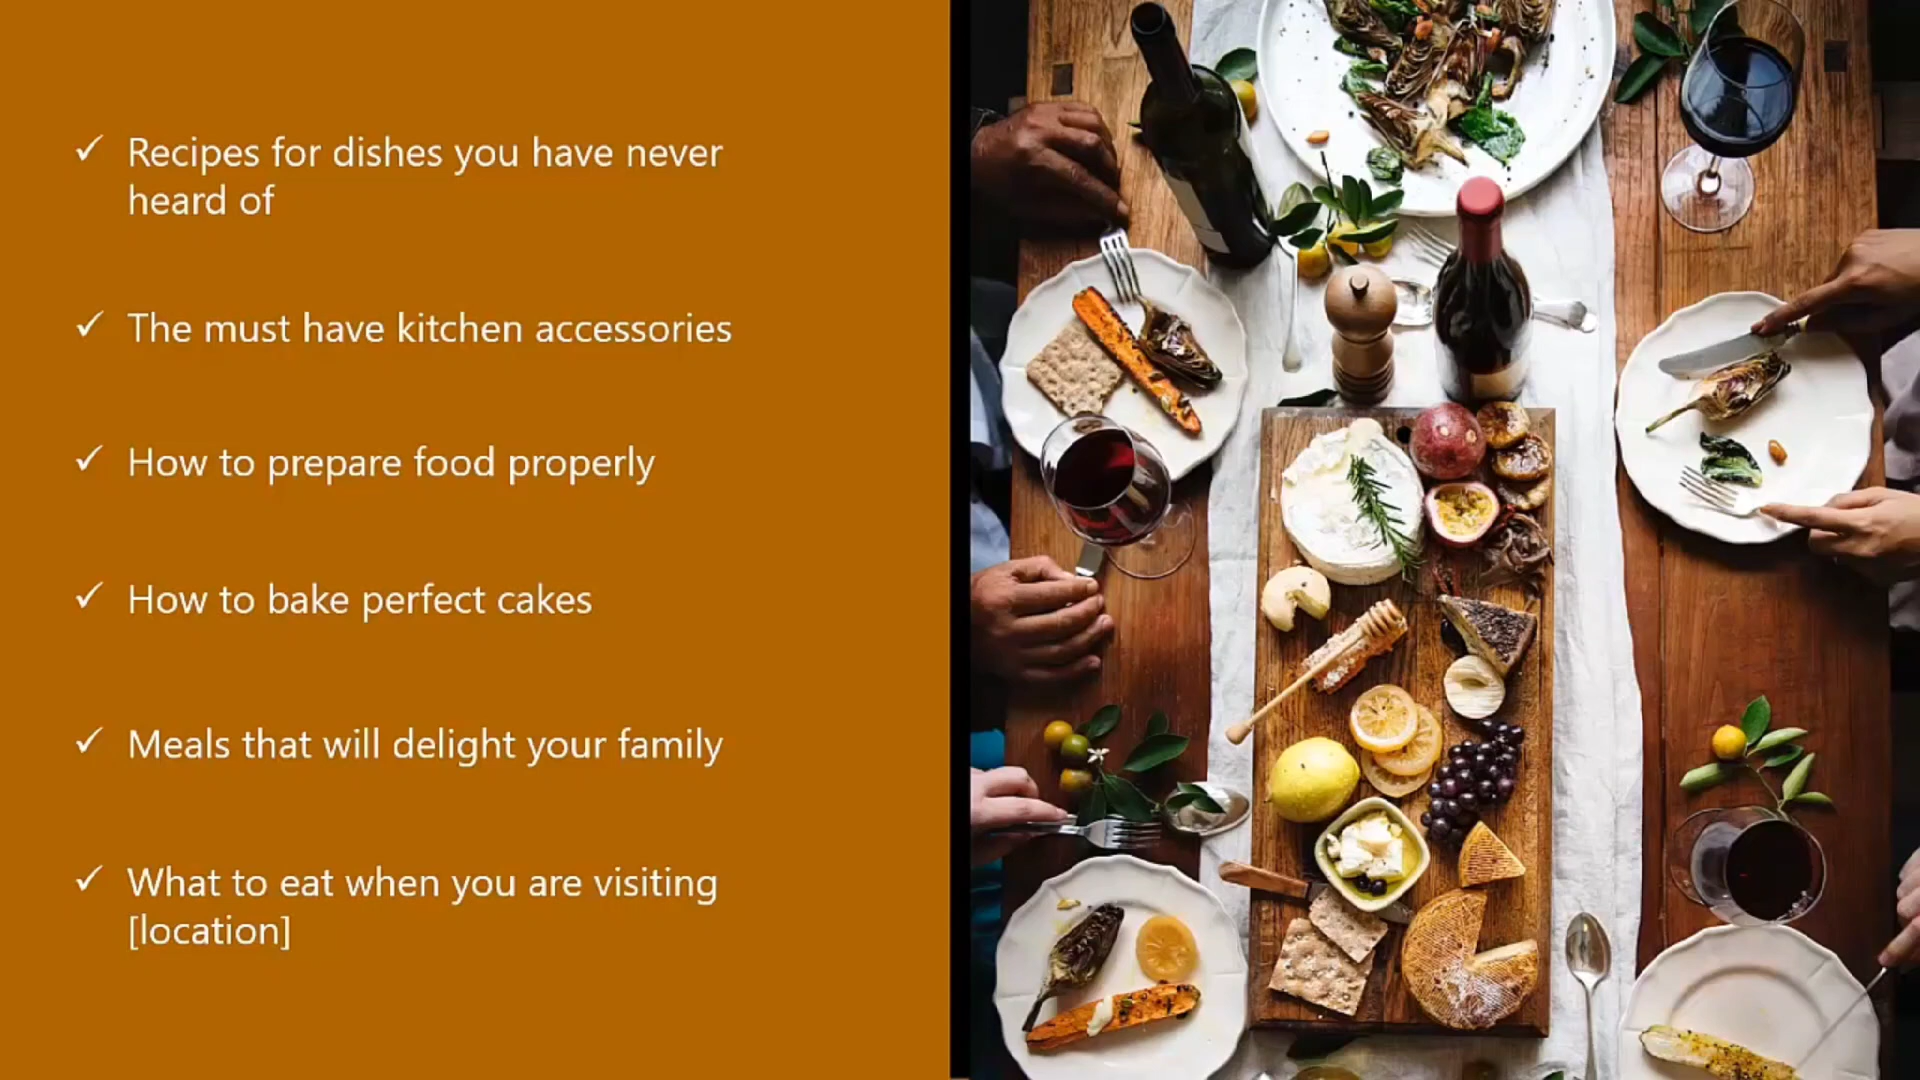 ✓ Recipes for dishes you have never
heard of
✓ The must have kitchen accessories
✓ How to prepare food properly
✓ How to bake perfect cakes
✓ Meals that will delight your family
✓ What to eat when you are visiting
[location]